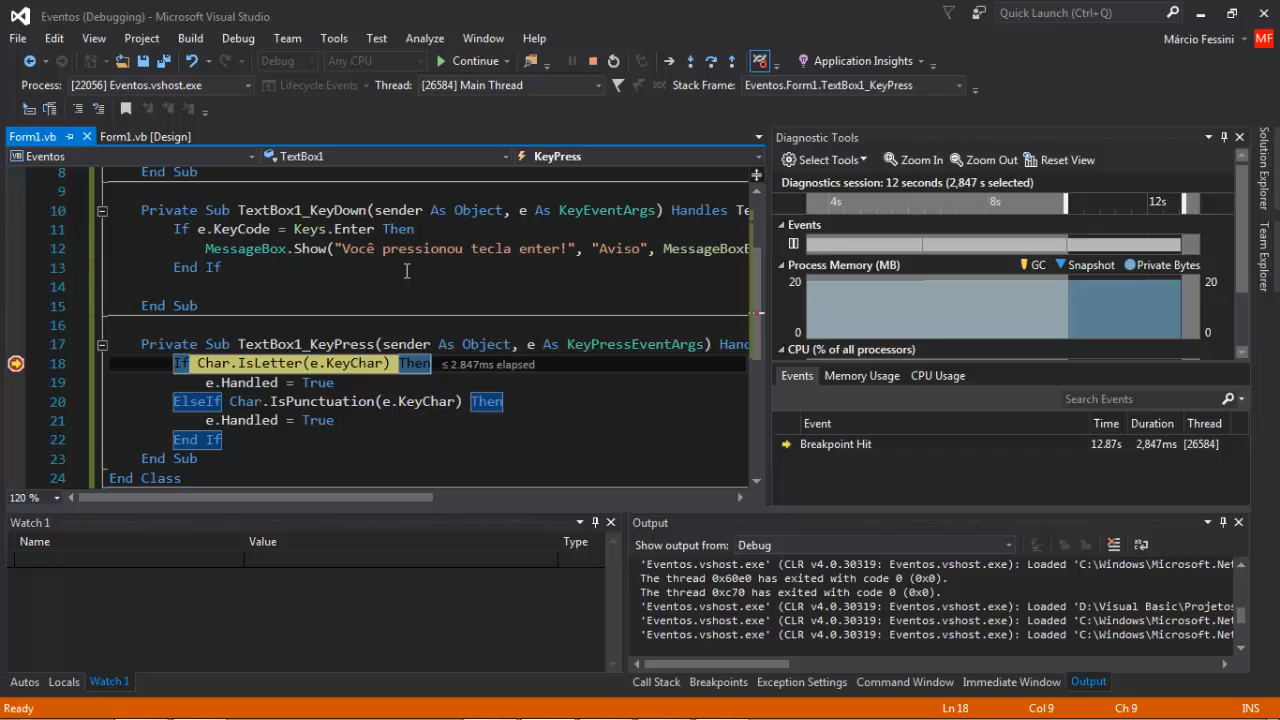 Eventos (Debugging) - Microsoft Visual Studio
Quick Launch (Ctrl+Q)
File Edit View Project Build Debug Team Tools Test Analyze Window Help
Márcio Fessini MF
Debug Any CPU Continue Application Insights
Process: [22056] Eventos.vshost.exe Lifecycle Events Thread: [26584] Main Thread Stack Frame: Eventos.Form1.TextBox1_KeyPress
Form1.vb Form1.vb [Design]
Eventos TextBox1 KeyPress
8 End Sub
9
10 Private Sub TextBox1_KeyDown(sender As Object, e As KeyEventArgs) Handles Te
11 If e.KeyCode = Keys.Enter Then
12 MessageBox.Show("Você pressionou tecla enter!", "Aviso", MessageBoxB
13 End If
14
15 End Sub
16
17 Private Sub TextBox1_KeyPress(sender As Object, e As KeyPressEventArgs) Hand
18 If Char.IsLetter(e.KeyChar) Then ≤ 2.847ms elapsed
19 e.Handled = True
20 ElseIf Char.IsPunctuation(e.KeyChar) Then
21 e.Handled = True
22 End If
23 End Sub
24 End Class
120 %
Diagnostic Tools
Select Tools Zoom In Zoom Out Reset View
Diagnostics session: 12 seconds (2,847 s selected)
4s 8s 12s
Events
Process Memory (MB) GC Snapshot Private Bytes
20 20
0 0
CPU (% of all processors)
Events Memory Usage CPU Usage
Search Events
Event Time Duration Thread
Breakpoint Hit 12.87s 2,847ms [26584]
Solution Explorer
Team Explorer
Watch 1
Name Value Type
Autos Locals Watch 1
Output
Show output from: Debug
'Eventos.vshost.exe' (CLR v4.0.30319: Eventos.vshost.exe): Loaded 'C:\Windows\Microsoft.Net
The thread 0x60e0 has exited with code 0 (0x0).
The thread 0xc70 has exited with code 0 (0x0).
'Eventos.vshost.exe' (CLR v4.0.30319: Eventos.vshost.exe): Loaded 'D:\Visual Basic\Projetos
'Eventos.vshost.exe' (CLR v4.0.30319: Eventos.vshost.exe): Loaded 'C:\Windows\Microsoft.Net
'Eventos.vshost.exe' (CLR v4.0.30319: Eventos.vshost.exe): Loaded 'C:\Windows\Microsoft.Net
Call Stack Breakpoints Exception Settings Command Window Immediate Window Output
Ready Ln 18 Col 9 Ch 9 INS